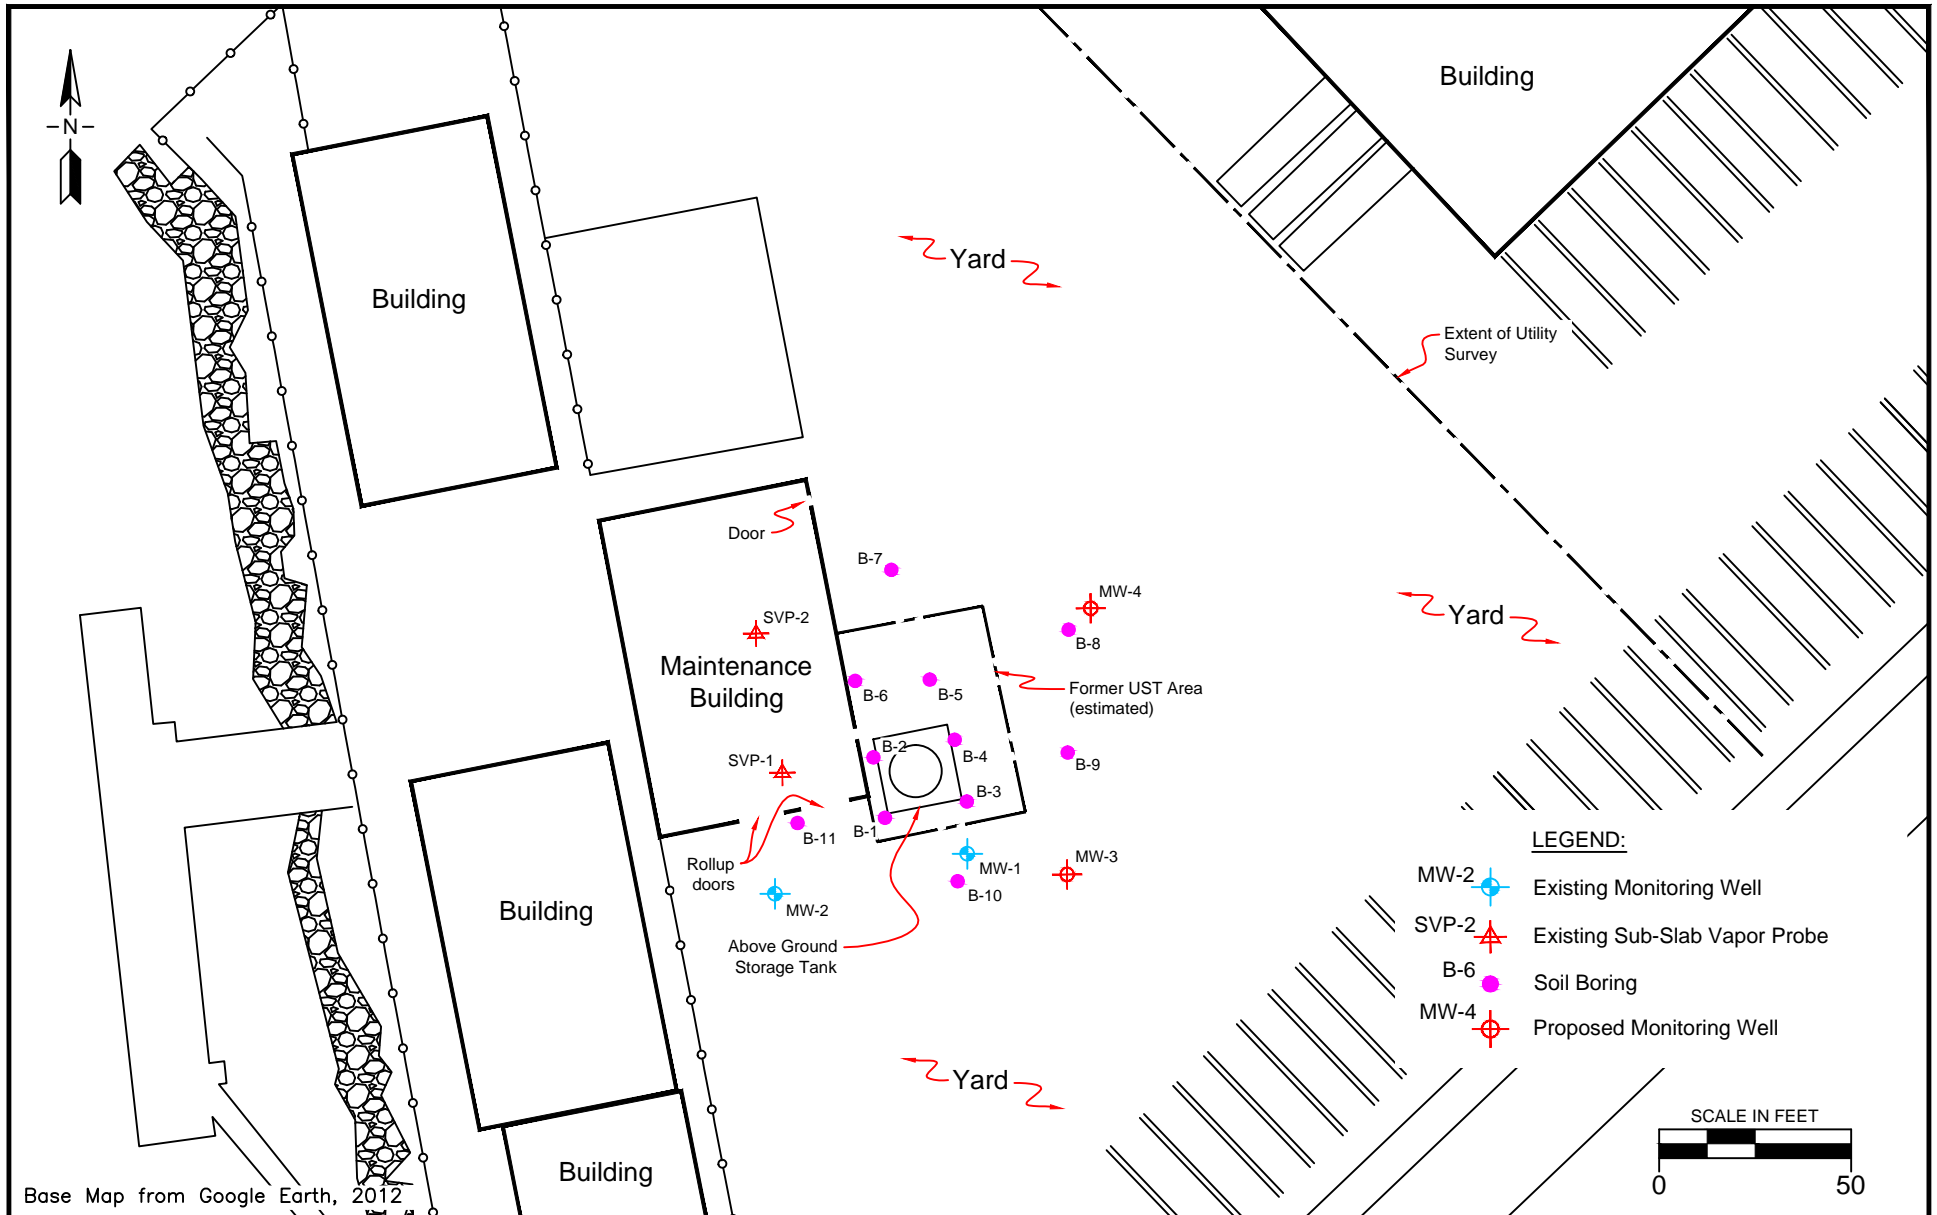 Building
N
Yard
Building
Extent of Utility
Survey
Door
B-7
MW-4
SVP-2
Yard
B-8
Maintenance
Building
B-6
B-5
Former UST Area
(estimated)
B-2
B-4
B-9
SVP-1
B-3
B-1
B-11
LEGEND:
Rollup
doors
MW-1
MW-3
MW-2
Existing Monitoring Well
B-10
MW-2
Building
SVP-2
Existing Sub-Slab Vapor Probe
Above Ground
Storage Tank
B-6
Soil Boring
MW-4
Proposed Monitoring Well
Yard
SCALE IN FEET
0
50
Building
Base Map from Google Earth, 2012